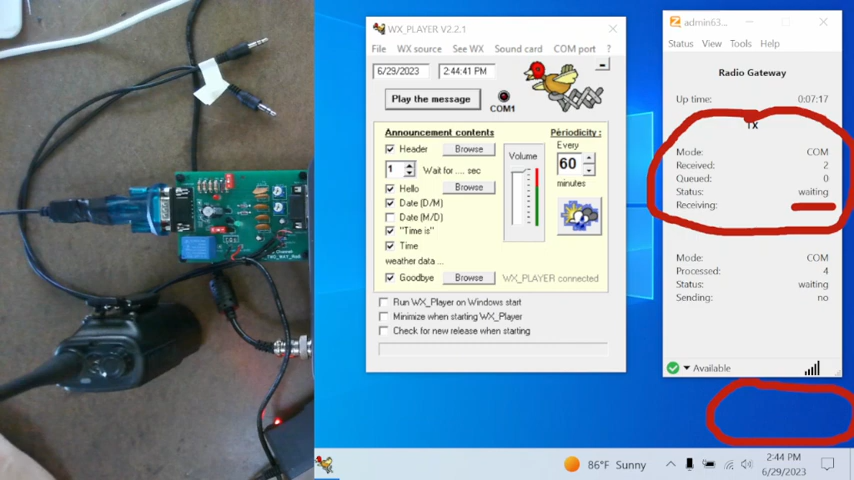 WX_PLAYER V2.2.1
File WX source See WX Sound card COM port ?
6/29/2023 2:44:41 PM
Play the message
COM1
Announcement contents
Header Browse
1 Wait for .... sec
Hello Browse
Date (D/M)
Date (M/D)
"Time is"
Time
weather data ...
Goodbye Browse
Volume
Périodicity :
Every
60
minutes
WX_PLAYER connected
Run WX_Player on Windows start
Minimize when starting WX_Player
Check for new release when starting
admin63...
Status View Tools Help
Radio Gateway
Up time: 0:07:17
TX
Mode: COM
Received: 2
Queued: 0
Status: waiting
Receiving:
Mode: COM
Processed: 4
Status: waiting
Sending: no
Available
86°F Sunny
2:44 PM
6/29/2023